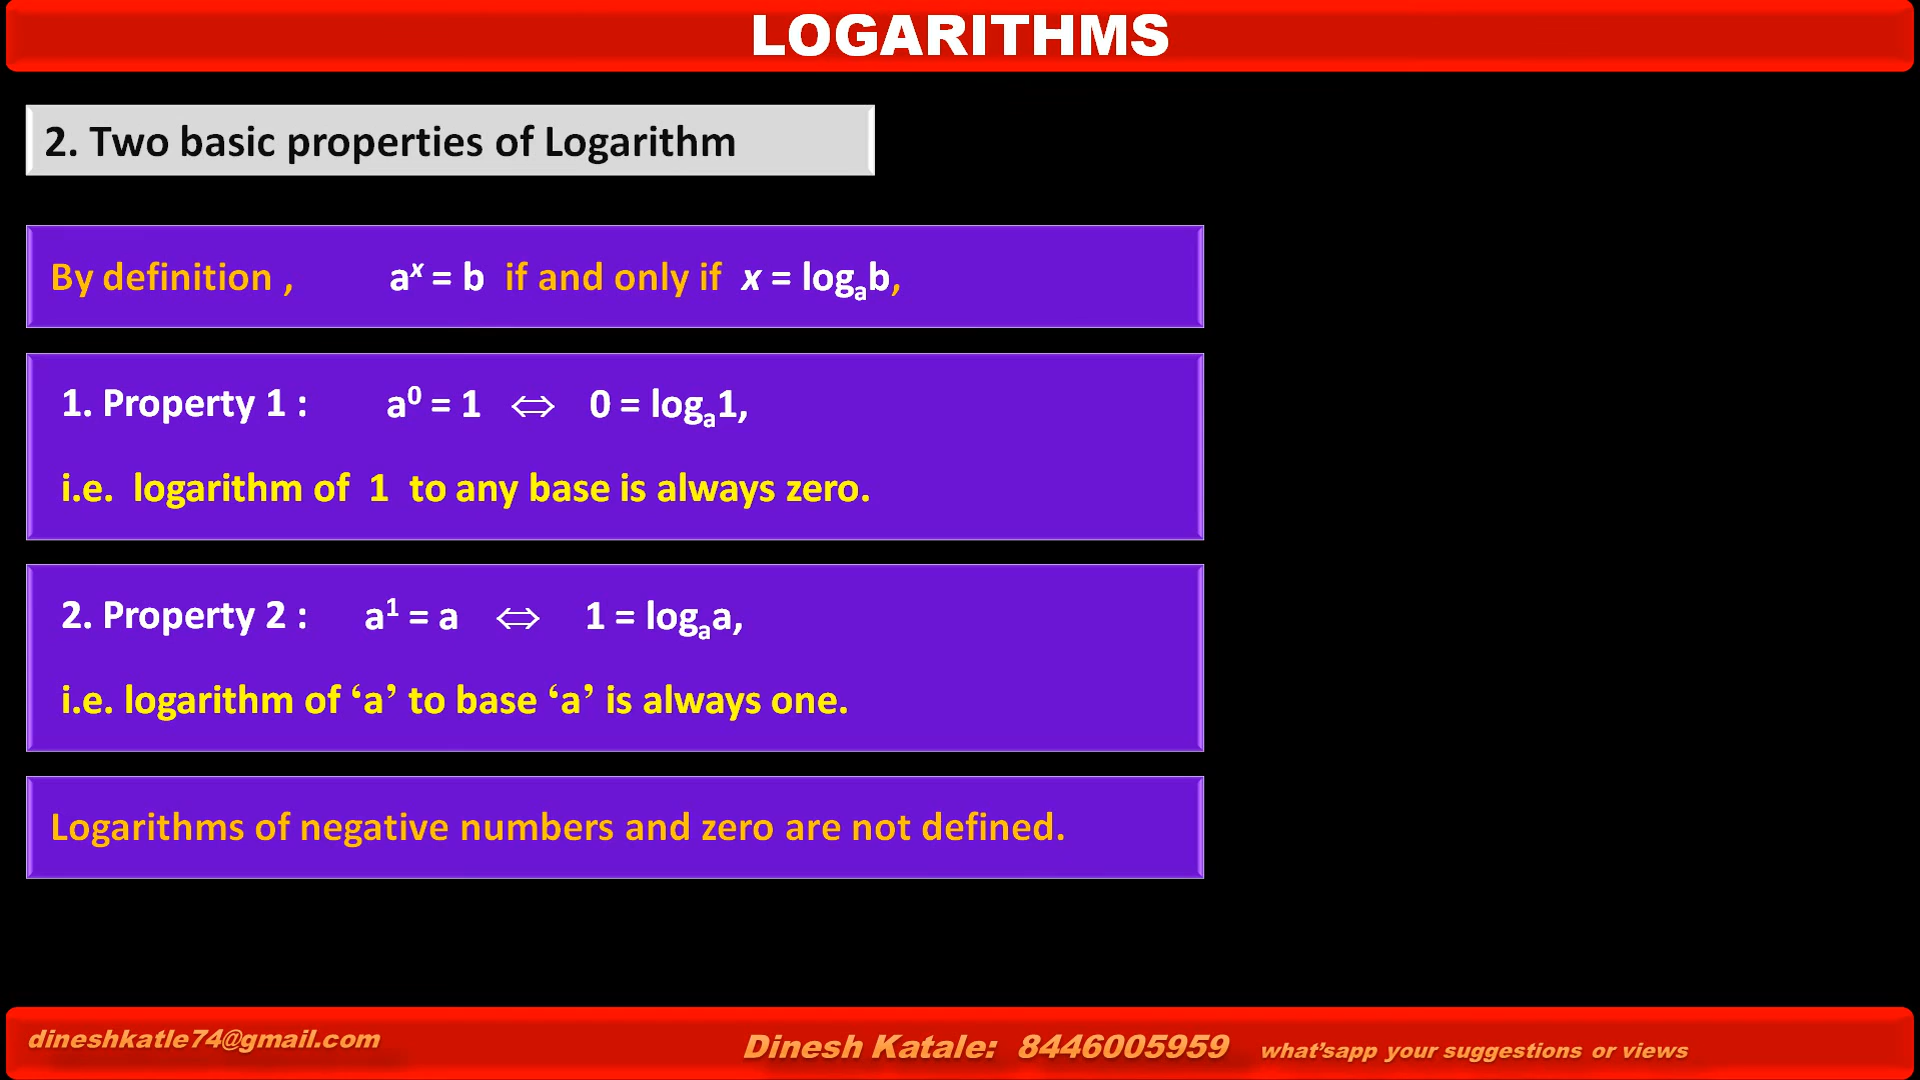 LOGARITHMS
2. Two basic properties of Logarithm
By definition , aˣ = b if and only if x = logₐb,
1. Property 1 : a⁰ = 1 ⇔ 0 = logₐ1,
i.e. logarithm of 1 to any base is always zero.
2. Property 2 : a¹ = a ⇔ 1 = logₐa,
i.e. logarithm of ‘a’ to base ‘a’ is always one.
Logarithms of negative numbers and zero are not defined.
dineshkatle74@gmail.com Dinesh Katale: 8446005959 what’sapp your suggestions or views